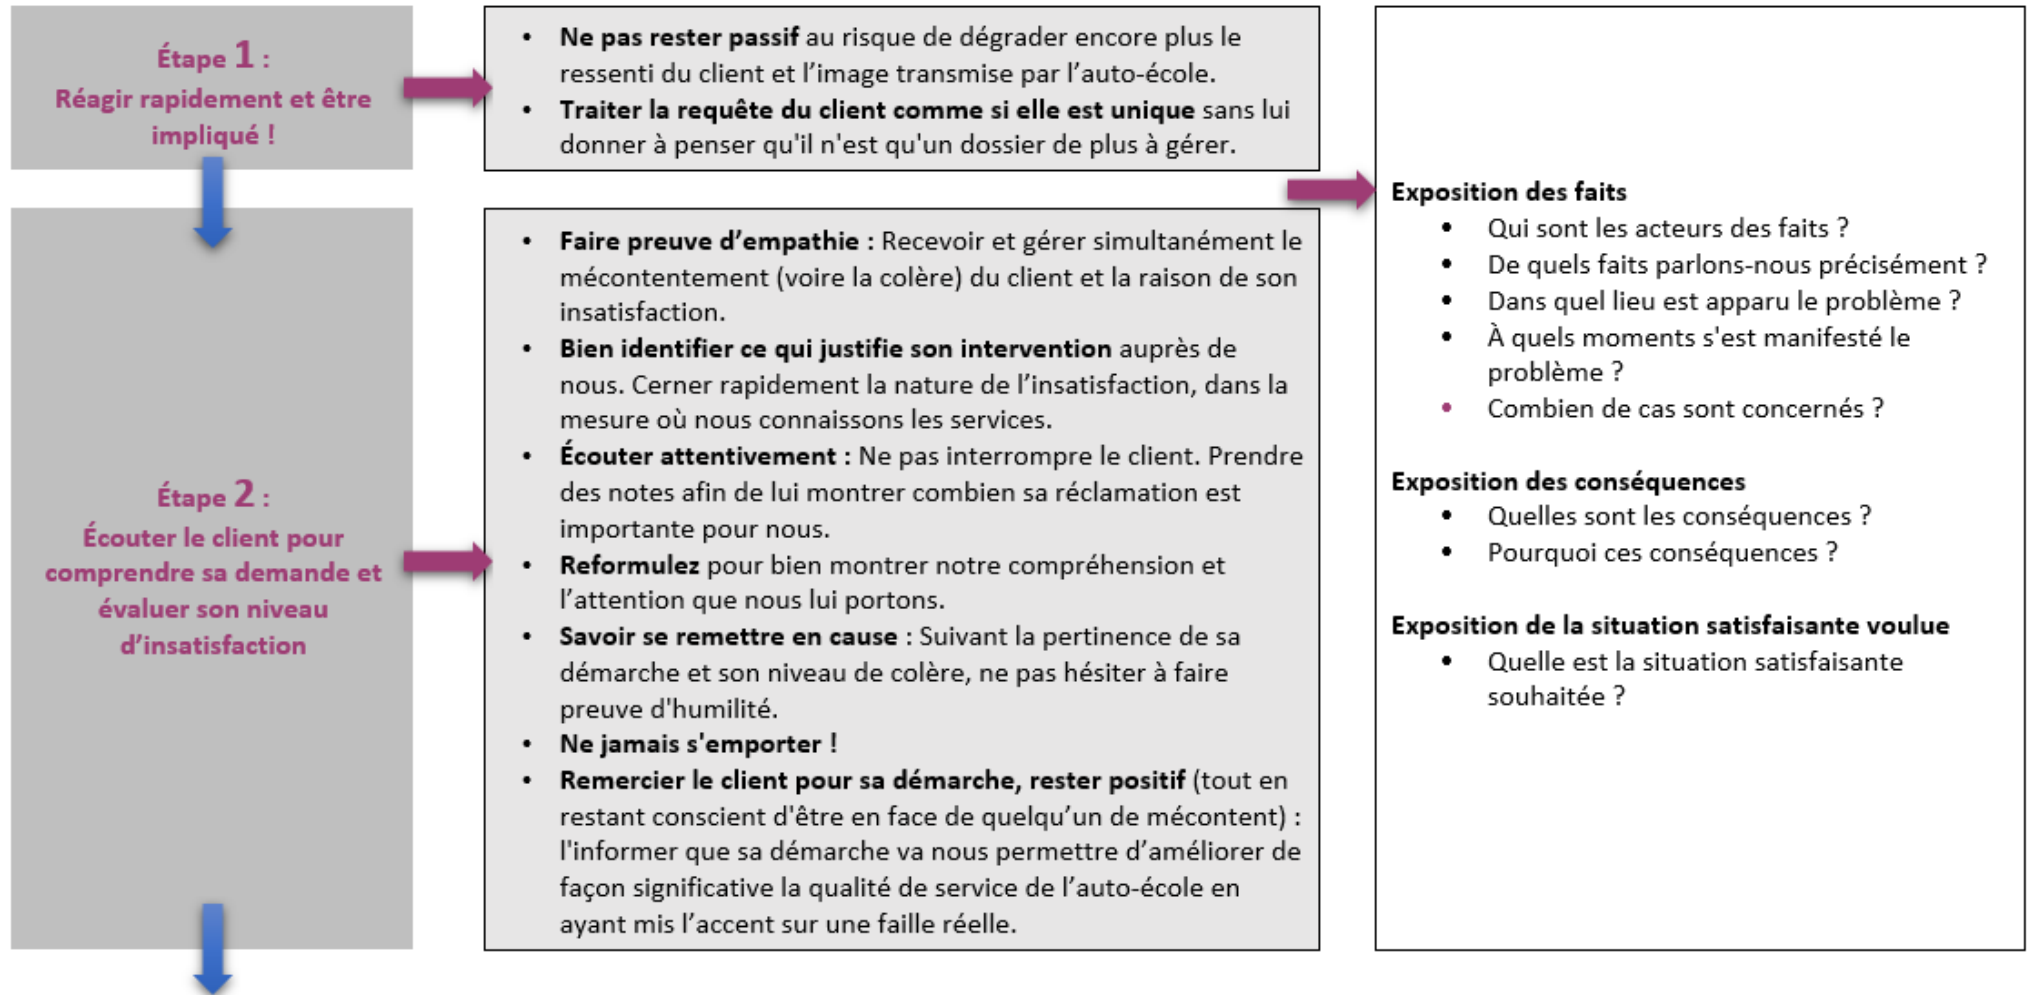 Étape 1 :
Réagir rapidement et être
impliqué !
• Ne pas rester passif au risque de dégrader encore plus le
ressenti du client et l’image transmise par l’auto-école.
• Traiter la requête du client comme si elle est unique sans lui
donner à penser qu'il n'est qu'un dossier de plus à gérer.
Étape 2 :
Écouter le client pour
comprendre sa demande et
évaluer son niveau
d’insatisfaction
• Faire preuve d’empathie : Recevoir et gérer simultanément le
mécontentement (voire la colère) du client et la raison de son
insatisfaction.
• Bien identifier ce qui justifie son intervention auprès de
nous. Cerner rapidement la nature de l’insatisfaction, dans la
mesure où nous connaissons les services.
• Écouter attentivement : Ne pas interrompre le client. Prendre
des notes afin de lui montrer combien sa réclamation est
importante pour nous.
• Reformulez pour bien montrer notre compréhension et
l’attention que nous lui portons.
• Savoir se remettre en cause : Suivant la pertinence de sa
démarche et son niveau de colère, ne pas hésiter à faire
preuve d'humilité.
• Ne jamais s'emporter !
• Remercier le client pour sa démarche, rester positif (tout en
restant conscient d'être en face de quelqu’un de mécontent) :
l'informer que sa démarche va nous permettre d’améliorer de
façon significative la qualité de service de l’auto-école en
ayant mis l’accent sur une faille réelle.
Exposition des faits
• Qui sont les acteurs des faits ?
• De quels faits parlons-nous précisément ?
• Dans quel lieu est apparu le problème ?
• À quels moments s'est manifesté le
problème ?
• Combien de cas sont concernés ?
Exposition des conséquences
• Quelles sont les conséquences ?
• Pourquoi ces conséquences ?
Exposition de la situation satisfaisante voulue
• Quelle est la situation satisfaisante
souhaitée ?